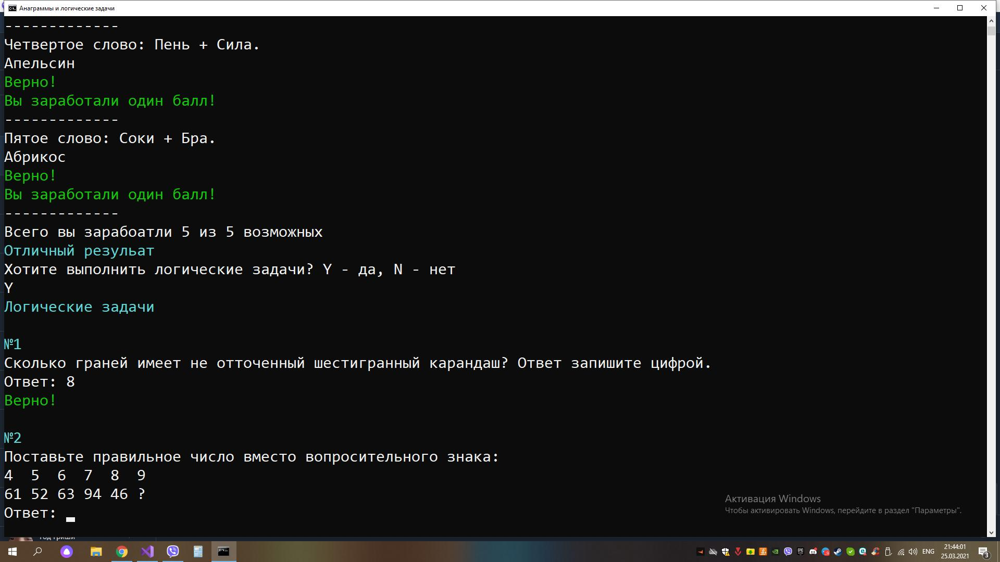 Анаграммы и логические задачи
-------------
Четвертое слово: Пень + Сила.
Апельсин
Верно!
Вы заработали один балл!
-------------
Пятое слово: Соки + Бра.
Абрикос
Верно!
Вы заработали один балл!
-------------
Всего вы зарабоатли 5 из 5 возможных
Отличный резульат
Хотите выполнить логические задачи? Y - да, N - нет
Y
Логические задачи
№1
Сколько граней имеет не отточенный шестигранный карандаш? Ответ запишите цифрой.
Ответ: 8
Верно!
№2
Поставьте правильное число вместо вопросительного знака:
4 5 6 7 8 9
61 52 63 94 46 ?
Ответ:
Активация Windows
Чтобы активировать Windows, перейдите в раздел "Параметры".
ENG
21:44:01
25.03.2021
3